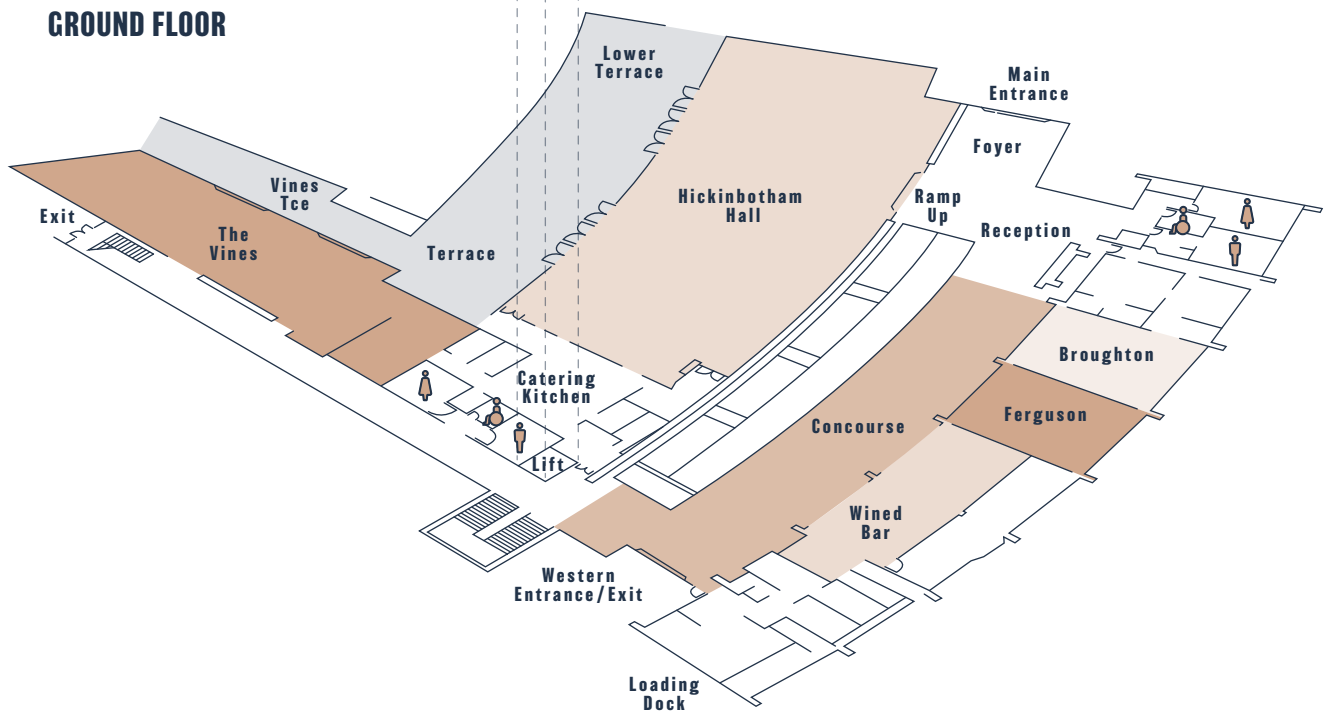 GROUND FLOOR
Lower
Terrace
Main
Entrance
Foyer
Vines
Tce
Hickinbotham
Hall
Ramp
Up
Exit
The
Vines
Terrace
Reception
Broughton
Catering
Kitchen
Ferguson
Concourse
Lift
Wined
Bar
Western
Entrance/Exit
Loading
Dock